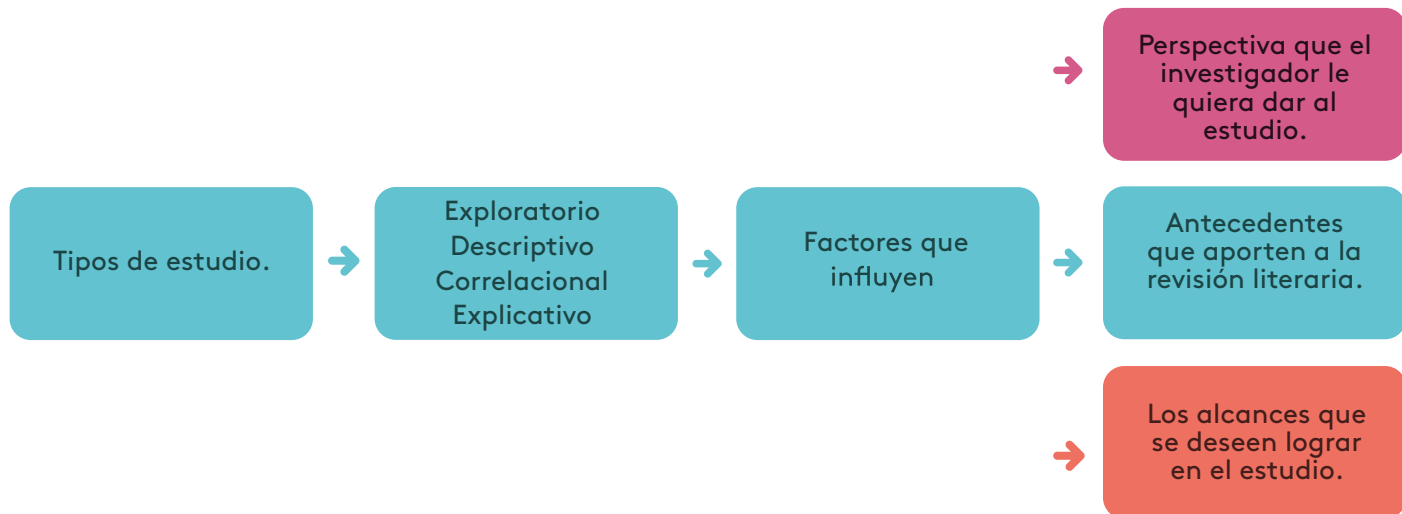 Perspectiva que el
investigador le
quiera dar al
estudio.
Tipos de estudio.
Exploratorio
Descriptivo
Correlacional
Explicativo
Factores que
influyen
Antecedentes
que aporten a la
revisión literaria.
Los alcances que
se deseen lograr
en el estudio.